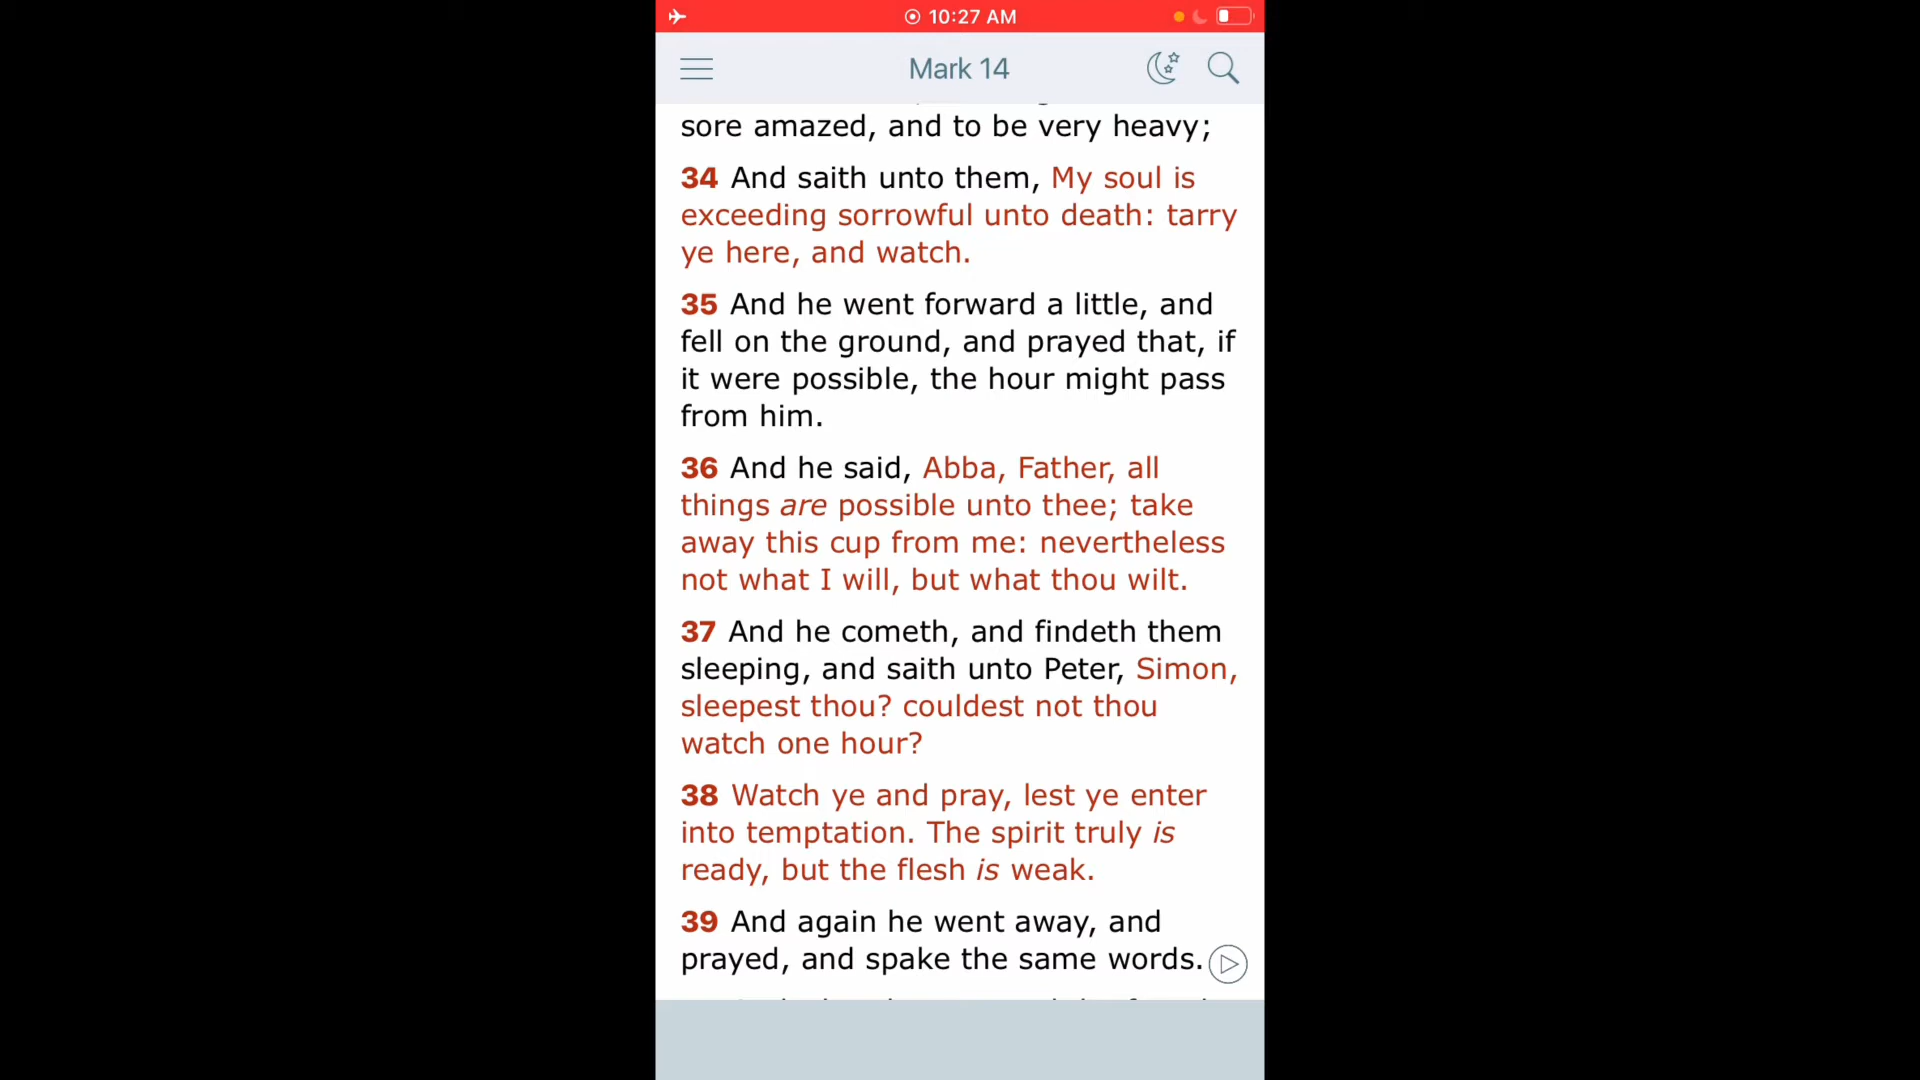 10:27 AM
Mark 14
sore amazed, and to be very heavy;
34 And saith unto them, My soul is
exceeding sorrowful unto death: tarry
ye here, and watch.
35 And he went forward a little, and
fell on the ground, and prayed that, if
it were possible, the hour might pass
from him.
36 And he said, Abba, Father, all
things are possible unto thee; take
away this cup from me: nevertheless
not what I will, but what thou wilt.
37 And he cometh, and findeth them
sleeping, and saith unto Peter, Simon,
sleepest thou? couldest not thou
watch one hour?
38 Watch ye and pray, lest ye enter
into temptation. The spirit truly is
ready, but the flesh is weak.
39 And again he went away, and
prayed, and spake the same words.